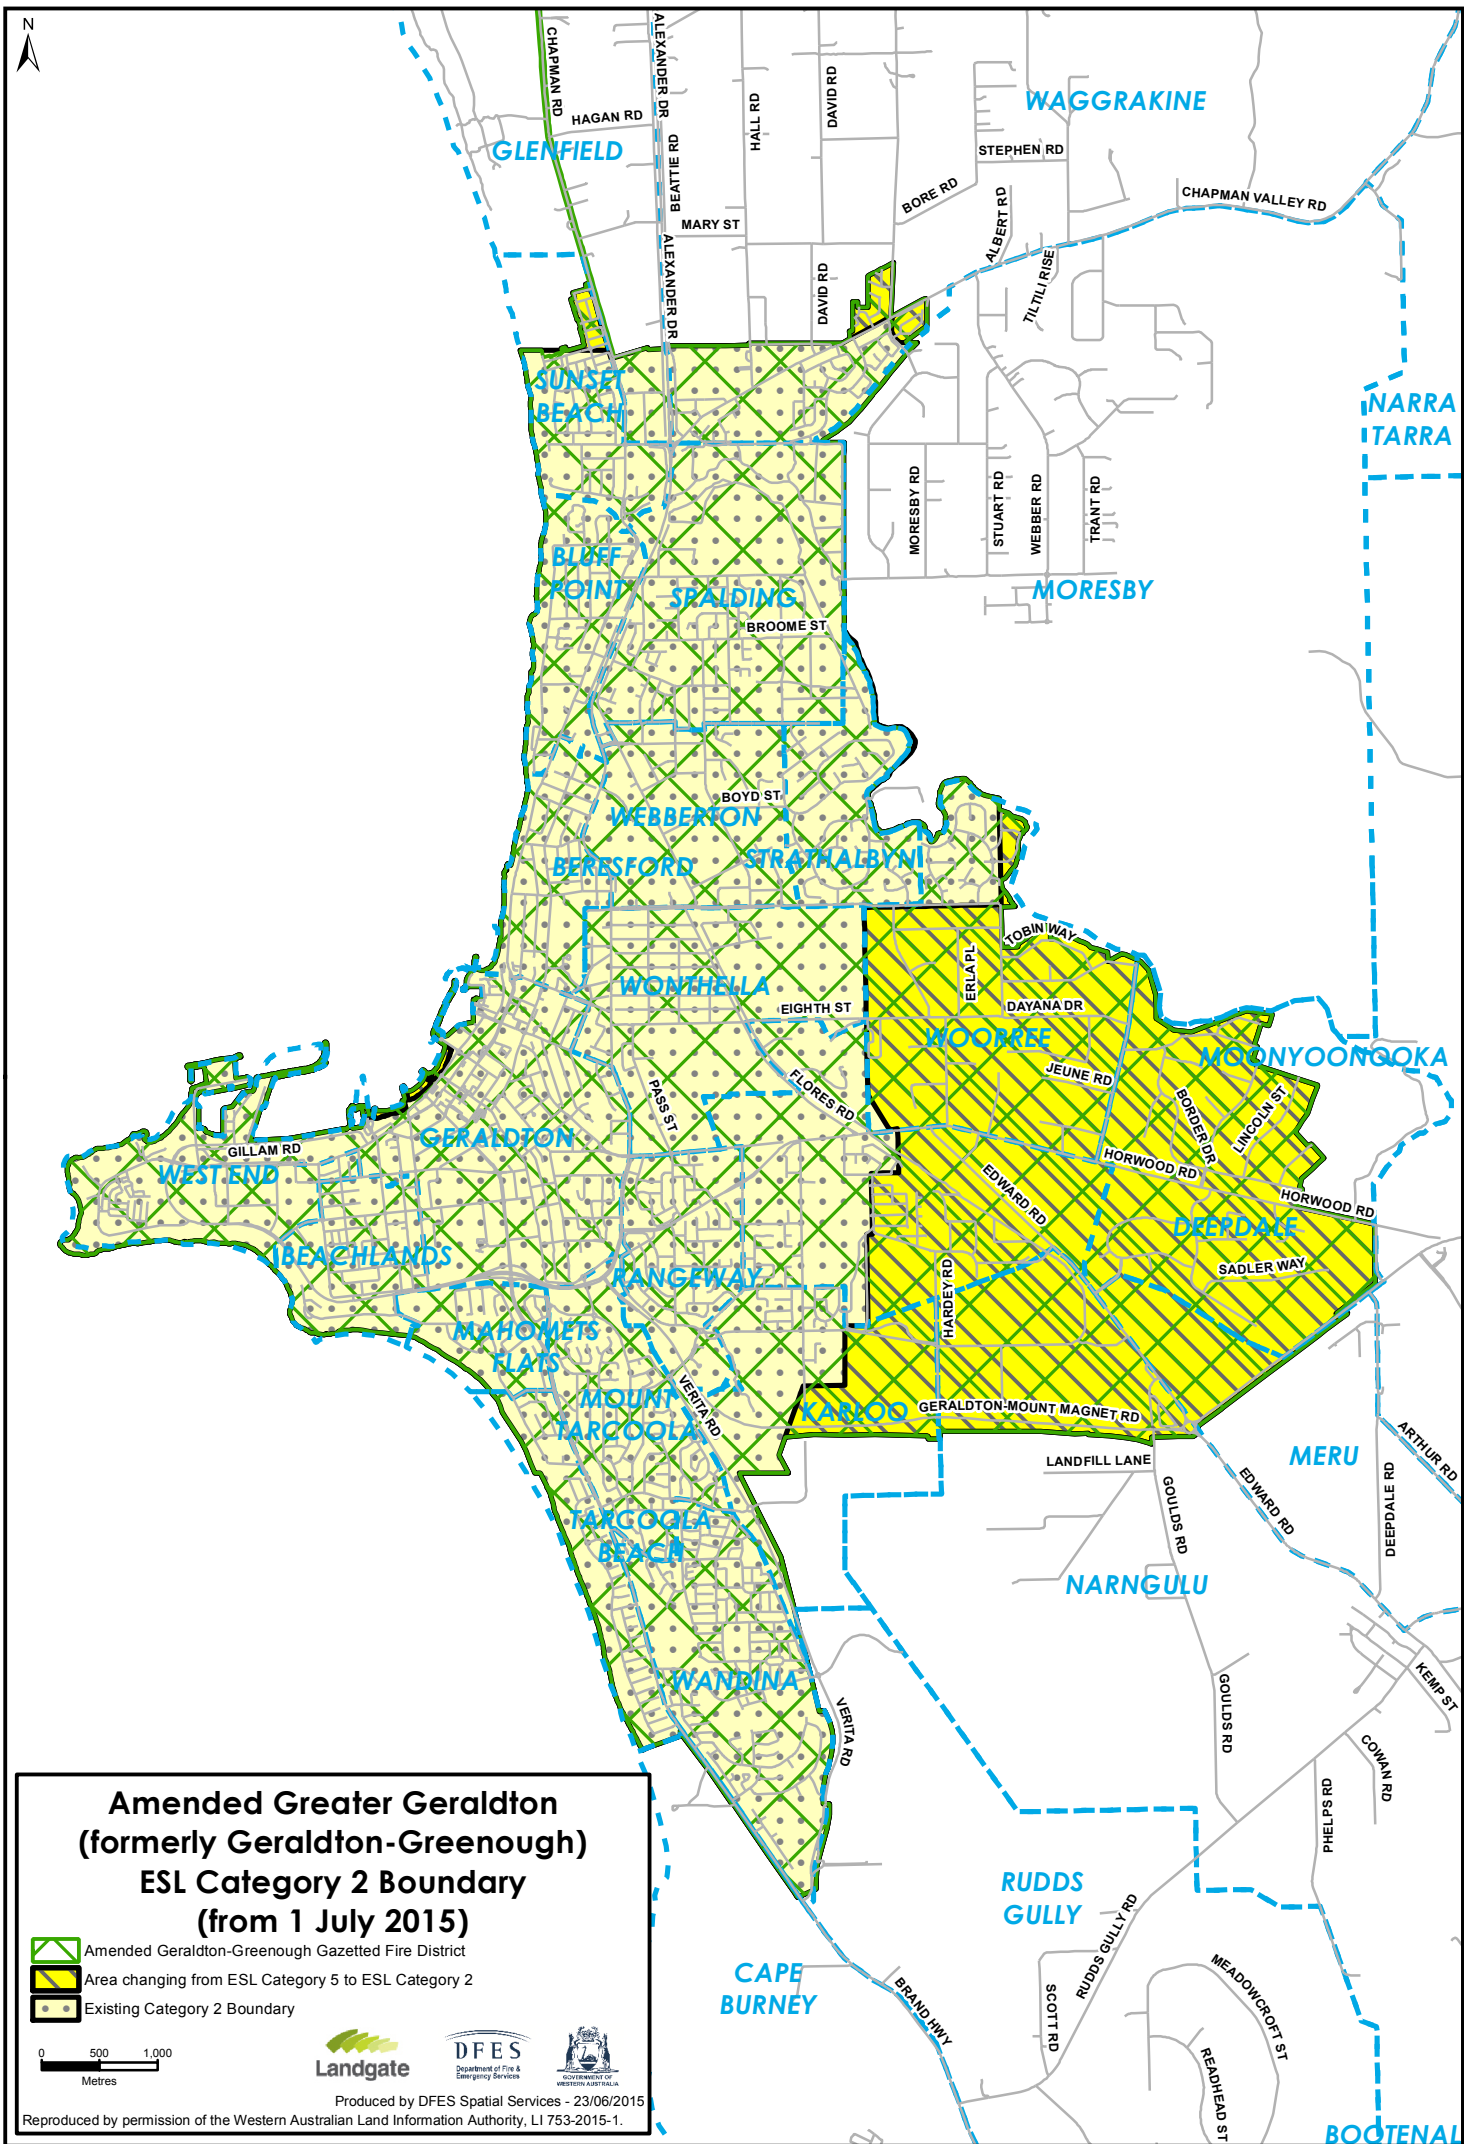 N
CHAPMAN RD
ALEXANDER DR
HAGAN RD
BEATTIE RD
HALL RD
DAVID RD
WAGGRAKINE
GLENFIELD
STEPHEN RD
BORE RD
ALBERT RD
CHAPMAN VALLEY RD
MARY ST
ALEXANDER DR
DAVID RD
TILTILI RISE
SUNSET
BEACH
NARRA
TARRA
MORESBY RD
STUART RD
WEBBER RD
TRANT RD
BLUFF
POINT
SPALDING
MORESBY
BROOME ST
BOYD ST
WEBBERTON
BERESFORD
STRATHALBYN
TOBIN WAY
ERLA PL
WONTHELLA
EIGHTH ST
DAYANA DR
WOORREE
MOONYOONOOKA
JEUNE RD
FLORES RD
PASS ST
BORDER DR
LINCOLN ST
GERALDTON
GILLAM RD
WEST END
HORWOOD RD
EDWARD RD
HORWOOD RD
DEEPDALE
BEACHLANDS
RANGEWAY
SADLER WAY
HARDEY RD
MAHOMETS
FLATS
VERITA RD
MOUNT
TARCOOLA
KARLOO
GERALDTON-MOUNT MAGNET RD
MERU
ARTHUR RD
LANDFILL LANE
GOULDS RD
EDWARD RD
DEEPDALE RD
TARCOOLA
BEACH
NARNGULU
WANDINA
VERITA RD
GOULDS RD
KEMP ST
COWAN RD
PHELPS RD
RUDDS
GULLY
RUDDS GULLY RD
CAPE
BURNEY
BRAND HWY
SCOTT RD
MEADOWCROFT ST
READHEAD ST
BOOTENAL
Amended Greater Geraldton
(formerly Geraldton-Greenough)
ESL Category 2 Boundary
(from 1 July 2015)
Amended Geraldton-Greenough Gazetted Fire District
Area changing from ESL Category 5 to ESL Category 2
Existing Category 2 Boundary
0 500 1,000
Metres
Landgate
DFES
Department of Fire &
Emergency Services
GOVERNMENT OF
WESTERN AUSTRALIA
Produced by DFES Spatial Services - 23/06/2015
Reproduced by permission of the Western Australian Land Information Authority, LI 753-2015-1.